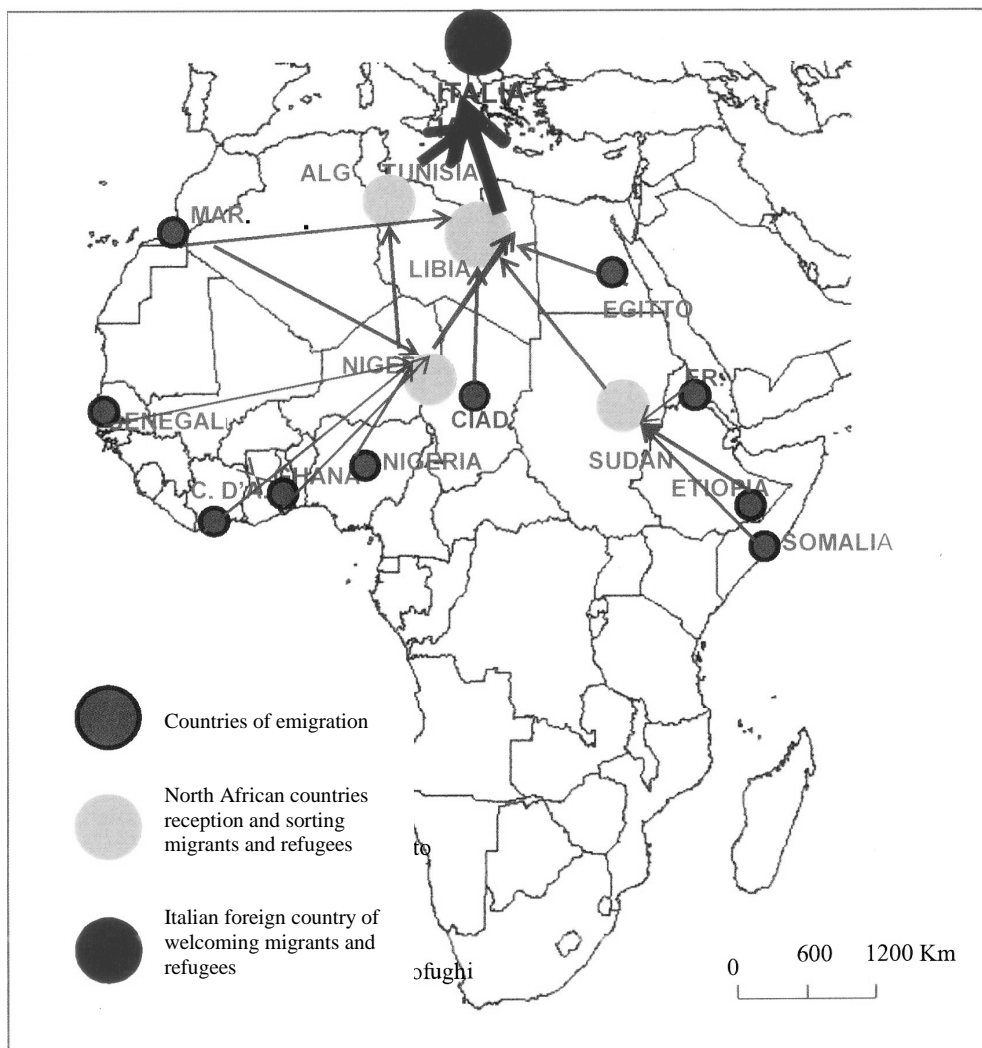 ITALIA
ALG. TUNISIA
MAR.
LIBIA
EGITTO
NIGER
ER.
SENEGAL
CIAD
C. D'A.
GHANA
NIGERIA
SUDAN
ETIOPIA
SOMALIA
Countries of emigration
North African countries
reception and sorting
migrants and refugees
to
Italian foreign country of
welcoming migrants and
refugees
ofughi
0 600 1200 Km